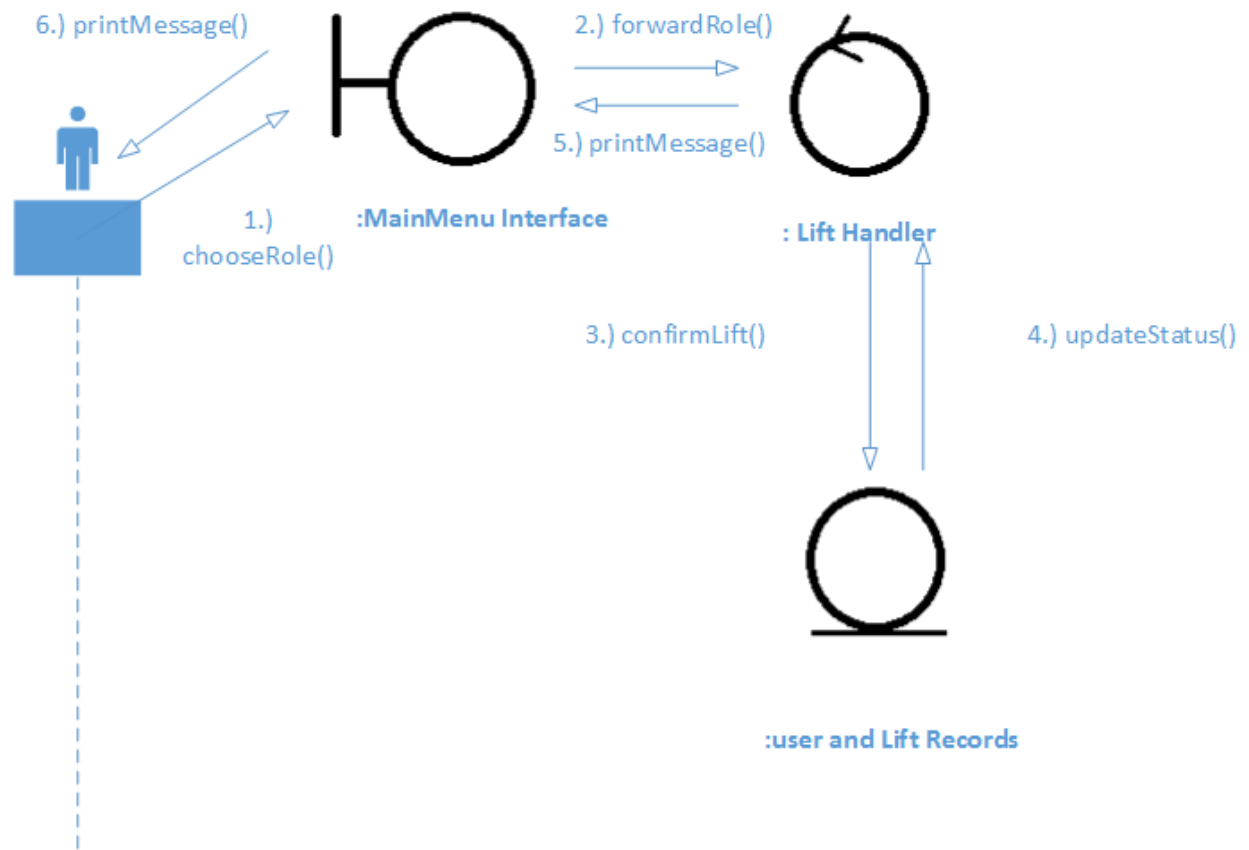 6.) printMessage()
2.) forwardRole()
5.) printMessage()
1.)
chooseRole()
:MainMenu Interface
: Lift Handler
3.) confirmLift()
4.) updateStatus()
:user and Lift Records